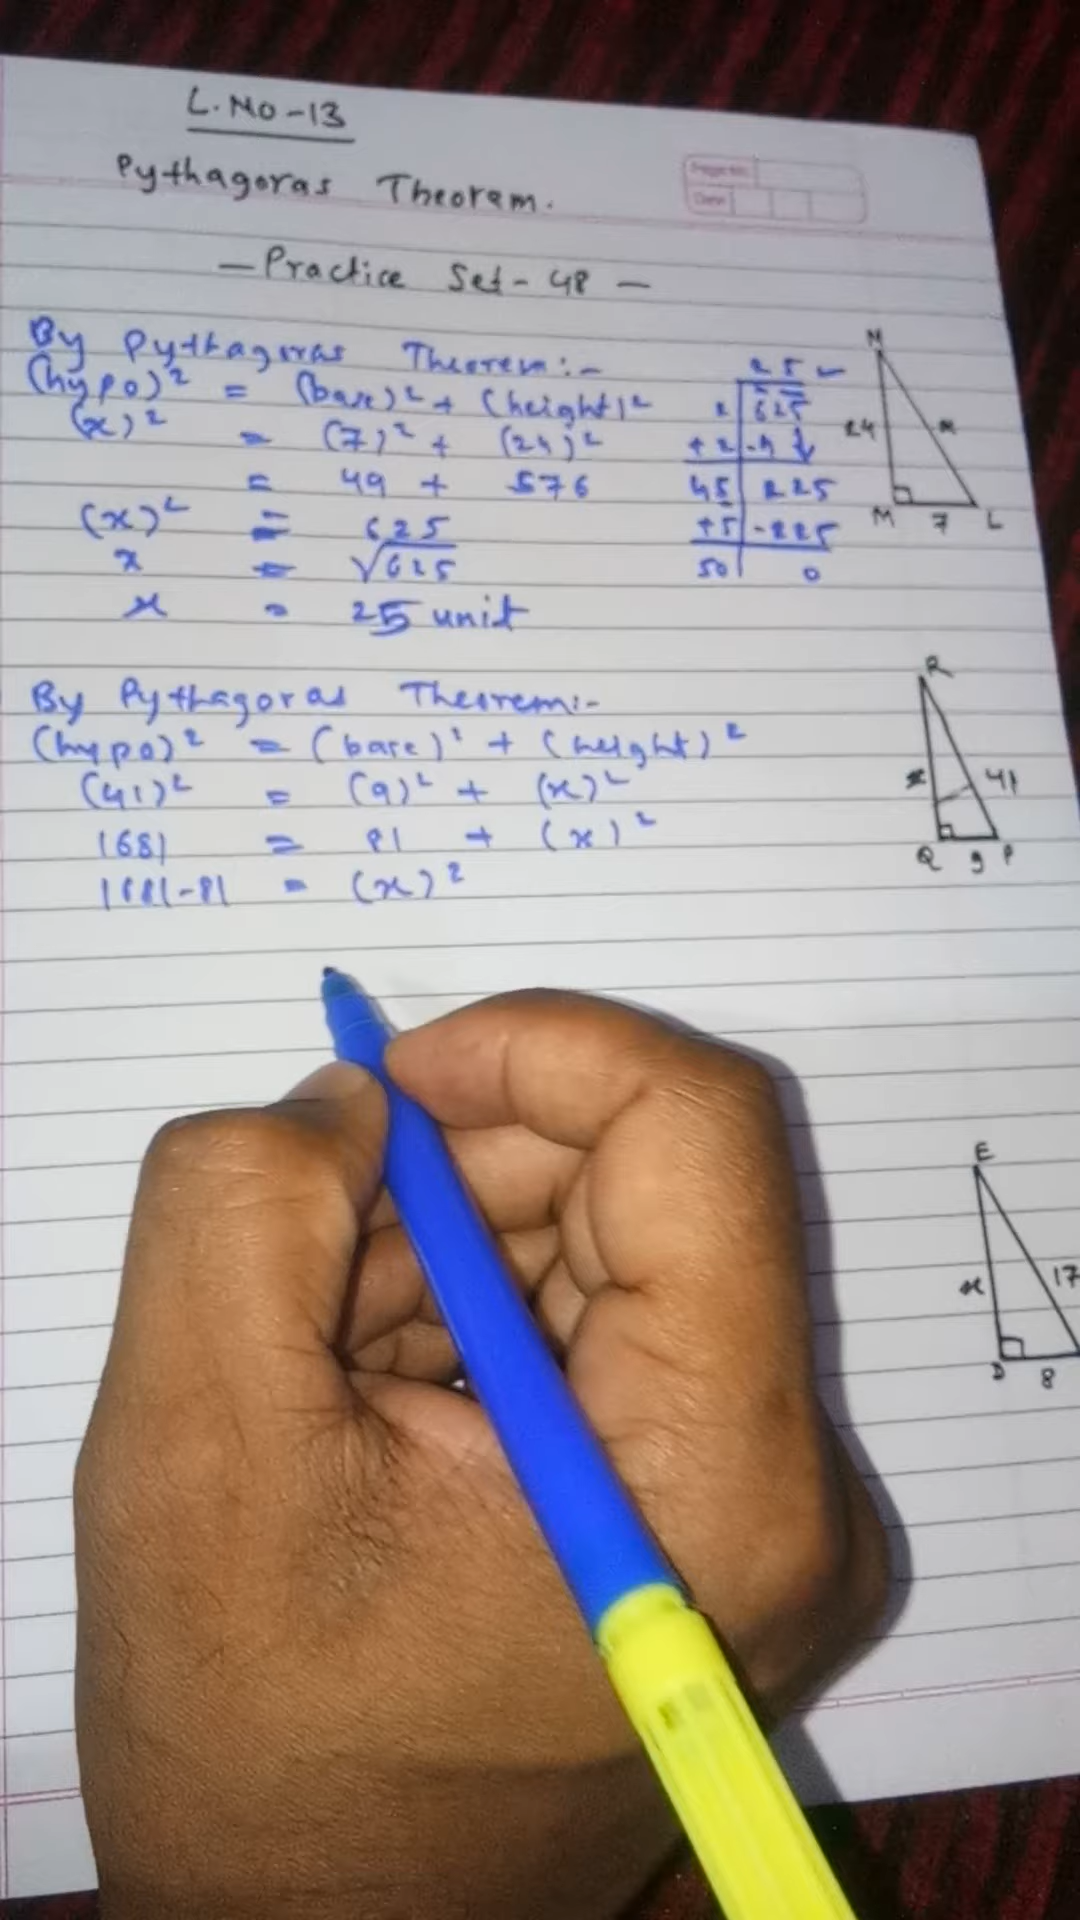 L. No - 13
Pythagoras Theorem.
Page No.
Date
— Practice Set - 48 —
By Pythagoras Theorem :-
(hypo)² = (base)² + (height)²
(x)² = (7)² + (24)²
= 49 + 576
(x)² = 625
x = √625
x = 25 unit
25
2 625
+2 -4 ↓
45 225
+5 -225
50 0
N
24 x
M 7 L
By Pythagoras Theorem:-
(hypo)² = (base)² + (height)²
(41)² = (9)² + (x)²
1681 = 81 + (x)²
1681-81 = (x)²
R
x 41
Q 9 P
E
x 17
D 8